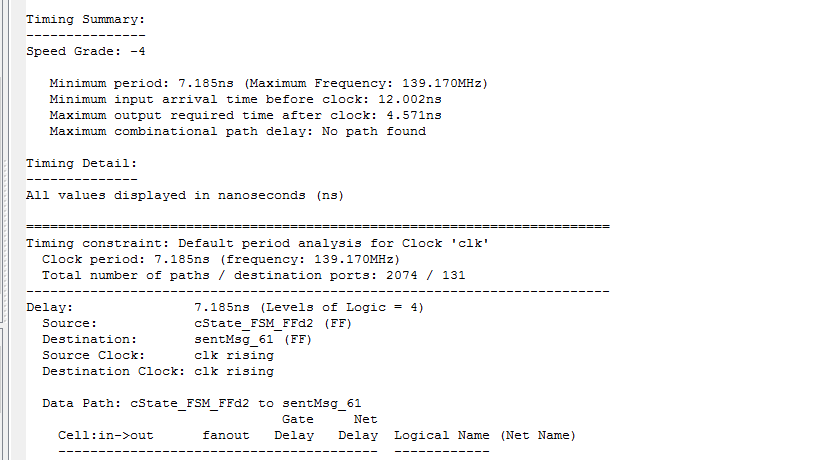 Timing Summary:
---------------
Speed Grade: -4
Minimum period: 7.185ns (Maximum Frequency: 139.170MHz)
Minimum input arrival time before clock: 12.002ns
Maximum output required time after clock: 4.571ns
Maximum combinational path delay: No path found
Timing Detail:
--------------
All values displayed in nanoseconds (ns)
=========================================================================
Timing constraint: Default period analysis for Clock 'clk'
Clock period: 7.185ns (frequency: 139.170MHz)
Total number of paths / destination ports: 2074 / 131
-------------------------------------------------------------------------
Delay: 7.185ns (Levels of Logic = 4)
Source: cState_FSM_FFd2 (FF)
Destination: sentMsg_61 (FF)
Source Clock: clk rising
Destination Clock: clk rising
Data Path: cState_FSM_FFd2 to sentMsg_61
Gate Net
Cell:in->out fanout Delay Delay Logical Name (Net Name)
---------------------------------------- ------------